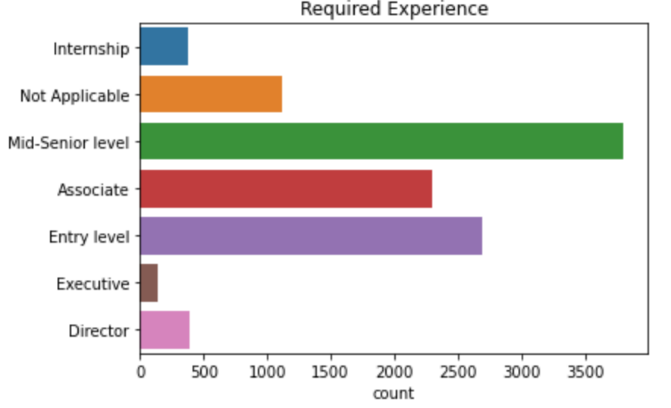 Required Experience
Internship
Not Applicable
Mid-Senior level
Associate
Entry level
Executive
Director
0 500 1000 1500 2000 2500 3000 3500
count